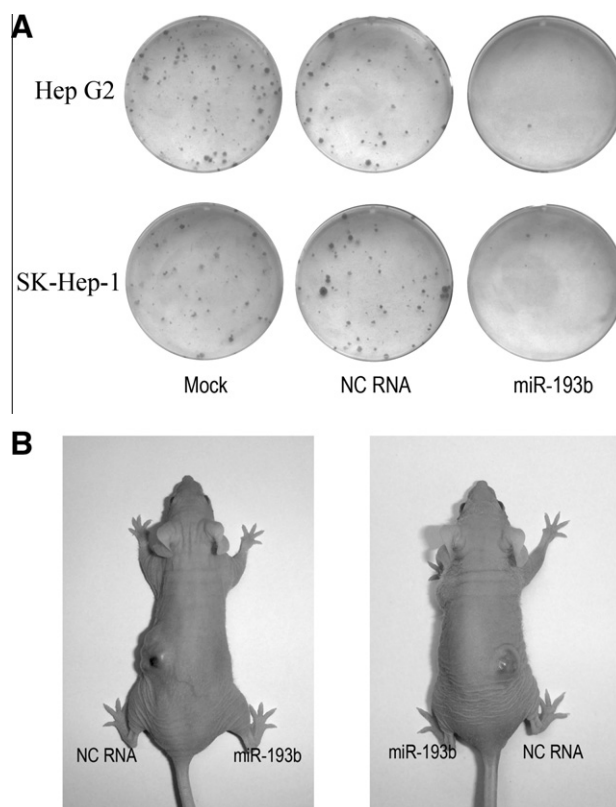 A
Hep G2
SK-Hep-1
Mock NC RNA miR-193b
B
NC RNA miR-193b miR-193b NC RNA